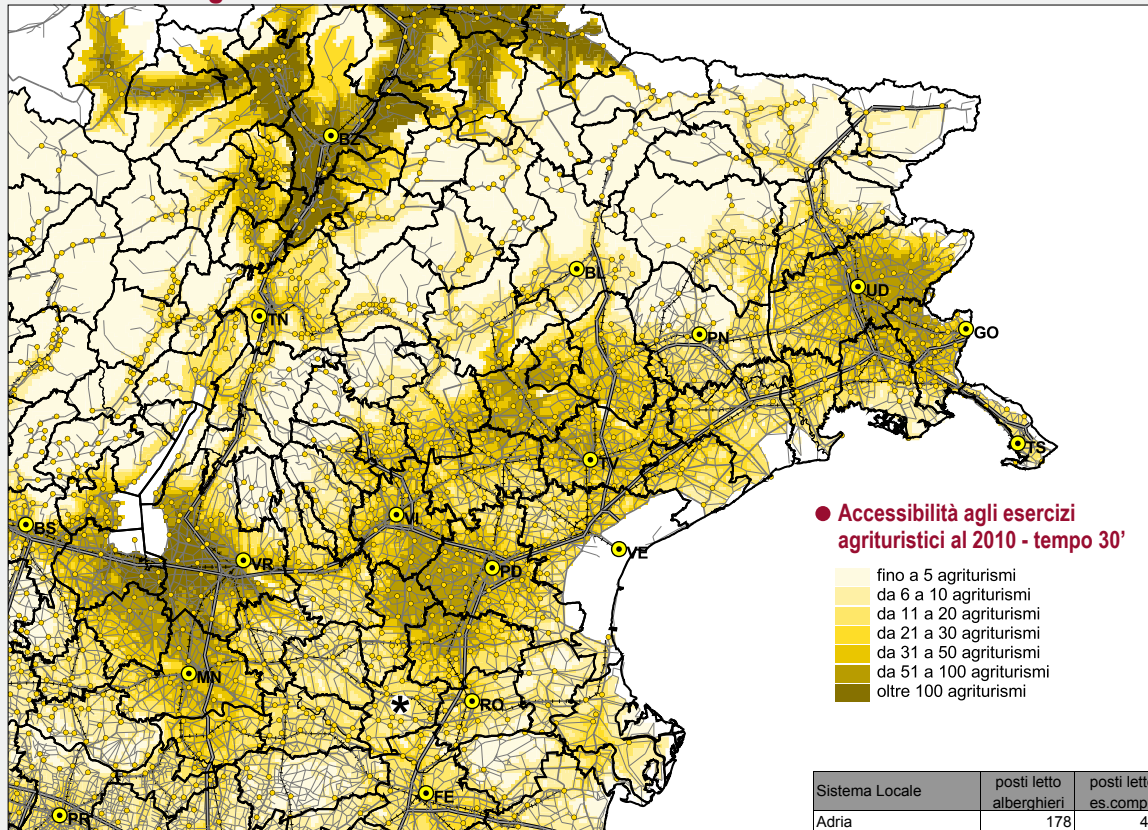 BZ
BL
UD
TN
PN
GO
TS
● Accessibilità agli esercizi
agrituristici al 2010 - tempo 30'
BS
VI
VE
VR
PD
fino a 5 agriturismi
da 6 a 10 agriturismi
da 11 a 20 agriturismi
da 21 a 30 agriturismi
da 31 a 50 agriturismi
da 51 a 100 agriturismi
oltre 100 agriturismi
MN
*
RO
FE
PR
Sistema Locale
posti letto
alberghieri
es.comp
Adria
178